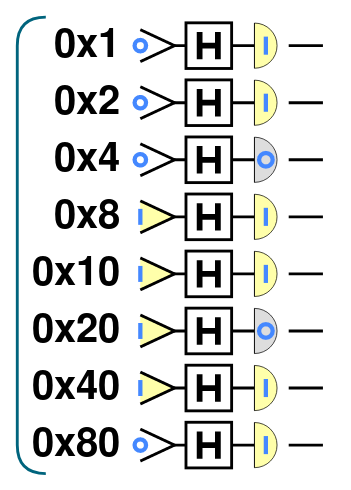 0x1 O H I
0x2 O H I
0x4 O H O
0x8 I H I
0x10 I H I
0x20 I H O
0x40 I H I
0x80 O H I